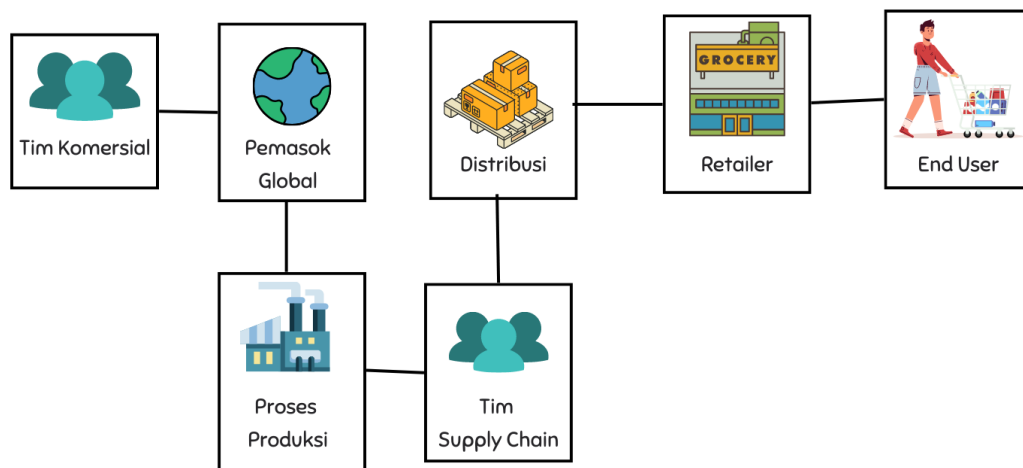 Tim Komersial
Pemasok
Global
Distribusi
GROCERY
Retailer
End User
Proses
Produksi
Tim
Supply Chain